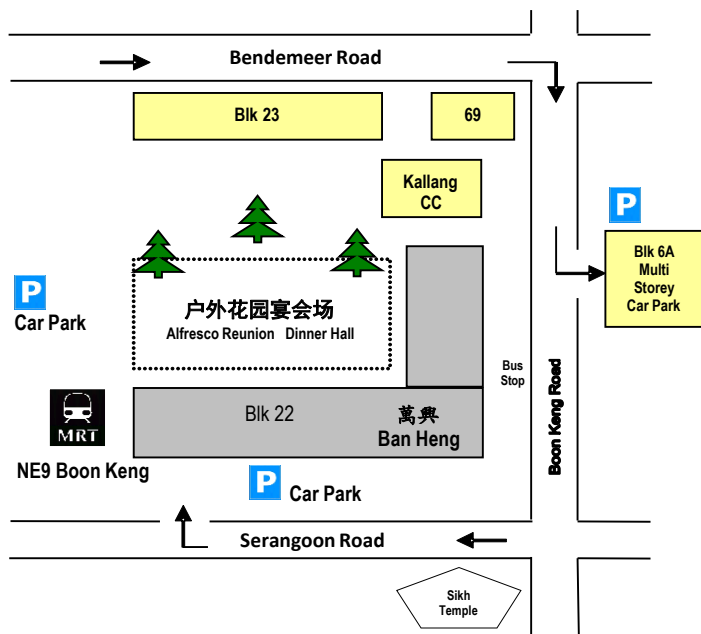 Bendemeer Road
Blk 23
69
Kallang
CC
P
P
Blk 6A
Multi
Storey
Car Park
户外花园宴会场
Alfresco Reunion Dinner Hall
Car Park
Bus
Stop
Boon Keng Road
Blk 22
萬興
Ban Heng
MRT
NE9 Boon Keng
P
Car Park
Serangoon Road
Sikh
Temple